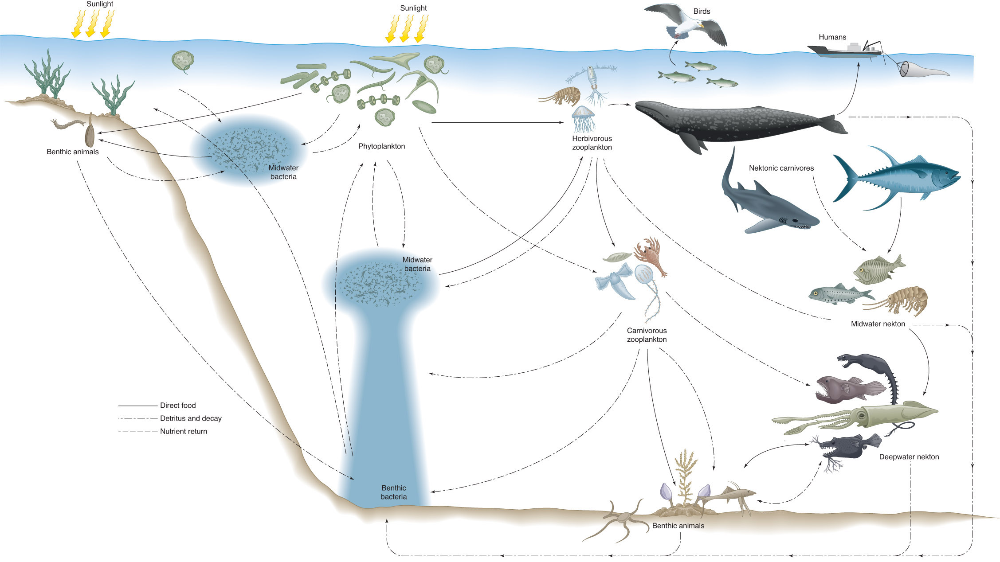 Sunlight
Sunlight
Birds
Humans
Herbivorous
zooplankton
Phytoplankton
Benthic animals
Midwater
bacteria
Nektonic carnivores
Midwater
bacteria
Midwater nekton
Carnivorous
zooplankton
Direct food
Detritus and decay
Nutrient return
Deepwater nekton
Benthic
bacteria
Benthic animals